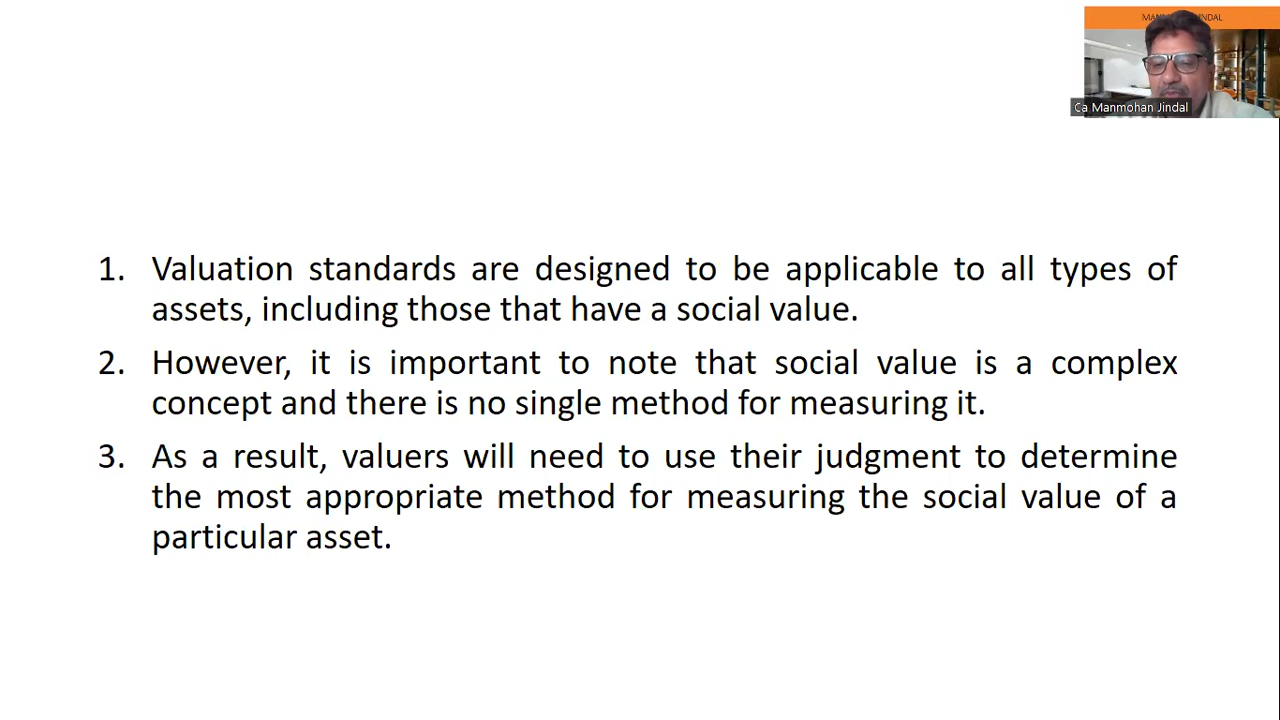 Ca Manmohan Jindal
1. Valuation standards are designed to be applicable to all types of
assets, including those that have a social value.
2. However, it is important to note that social value is a complex
concept and there is no single method for measuring it.
3. As a result, valuers will need to use their judgment to determine
the most appropriate method for measuring the social value of a
particular asset.